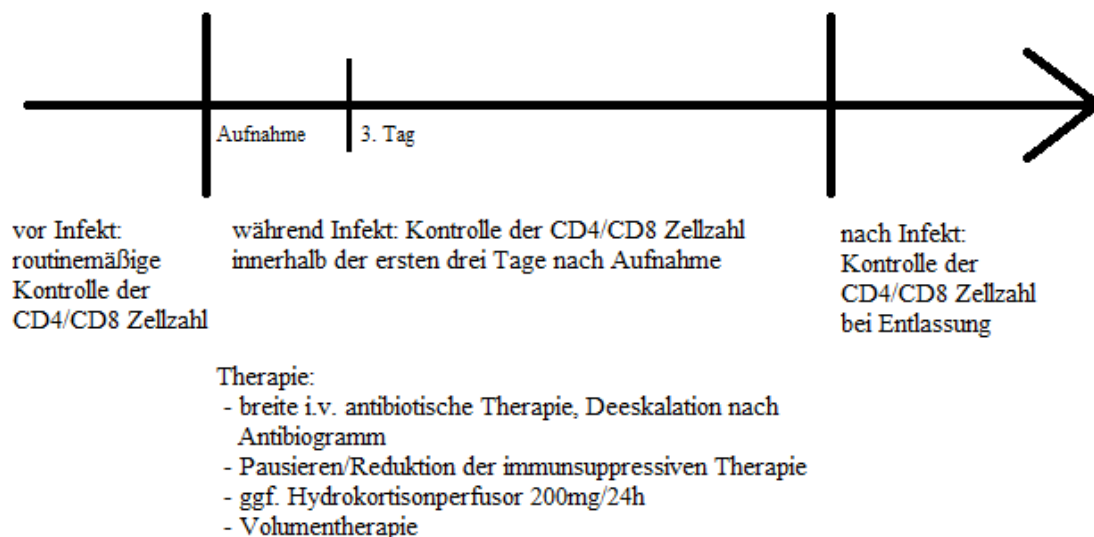 Aufnahme
3. Tag
vor Infekt:
routinemäßige
Kontrolle der
CD4/CD8 Zellzahl
während Infekt: Kontrolle der CD4/CD8 Zellzahl
innerhalb der ersten drei Tage nach Aufnahme
nach Infekt:
Kontrolle der
CD4/CD8 Zellzahl
bei Entlassung
Therapie:
- breite i.v. antibiotische Therapie, Deeskalation nach
Antibiogramm
- Pausieren/Reduktion der immunsuppressiven Therapie
- ggf. Hydrokortisonperfusor 200mg/24h
- Volumentherapie